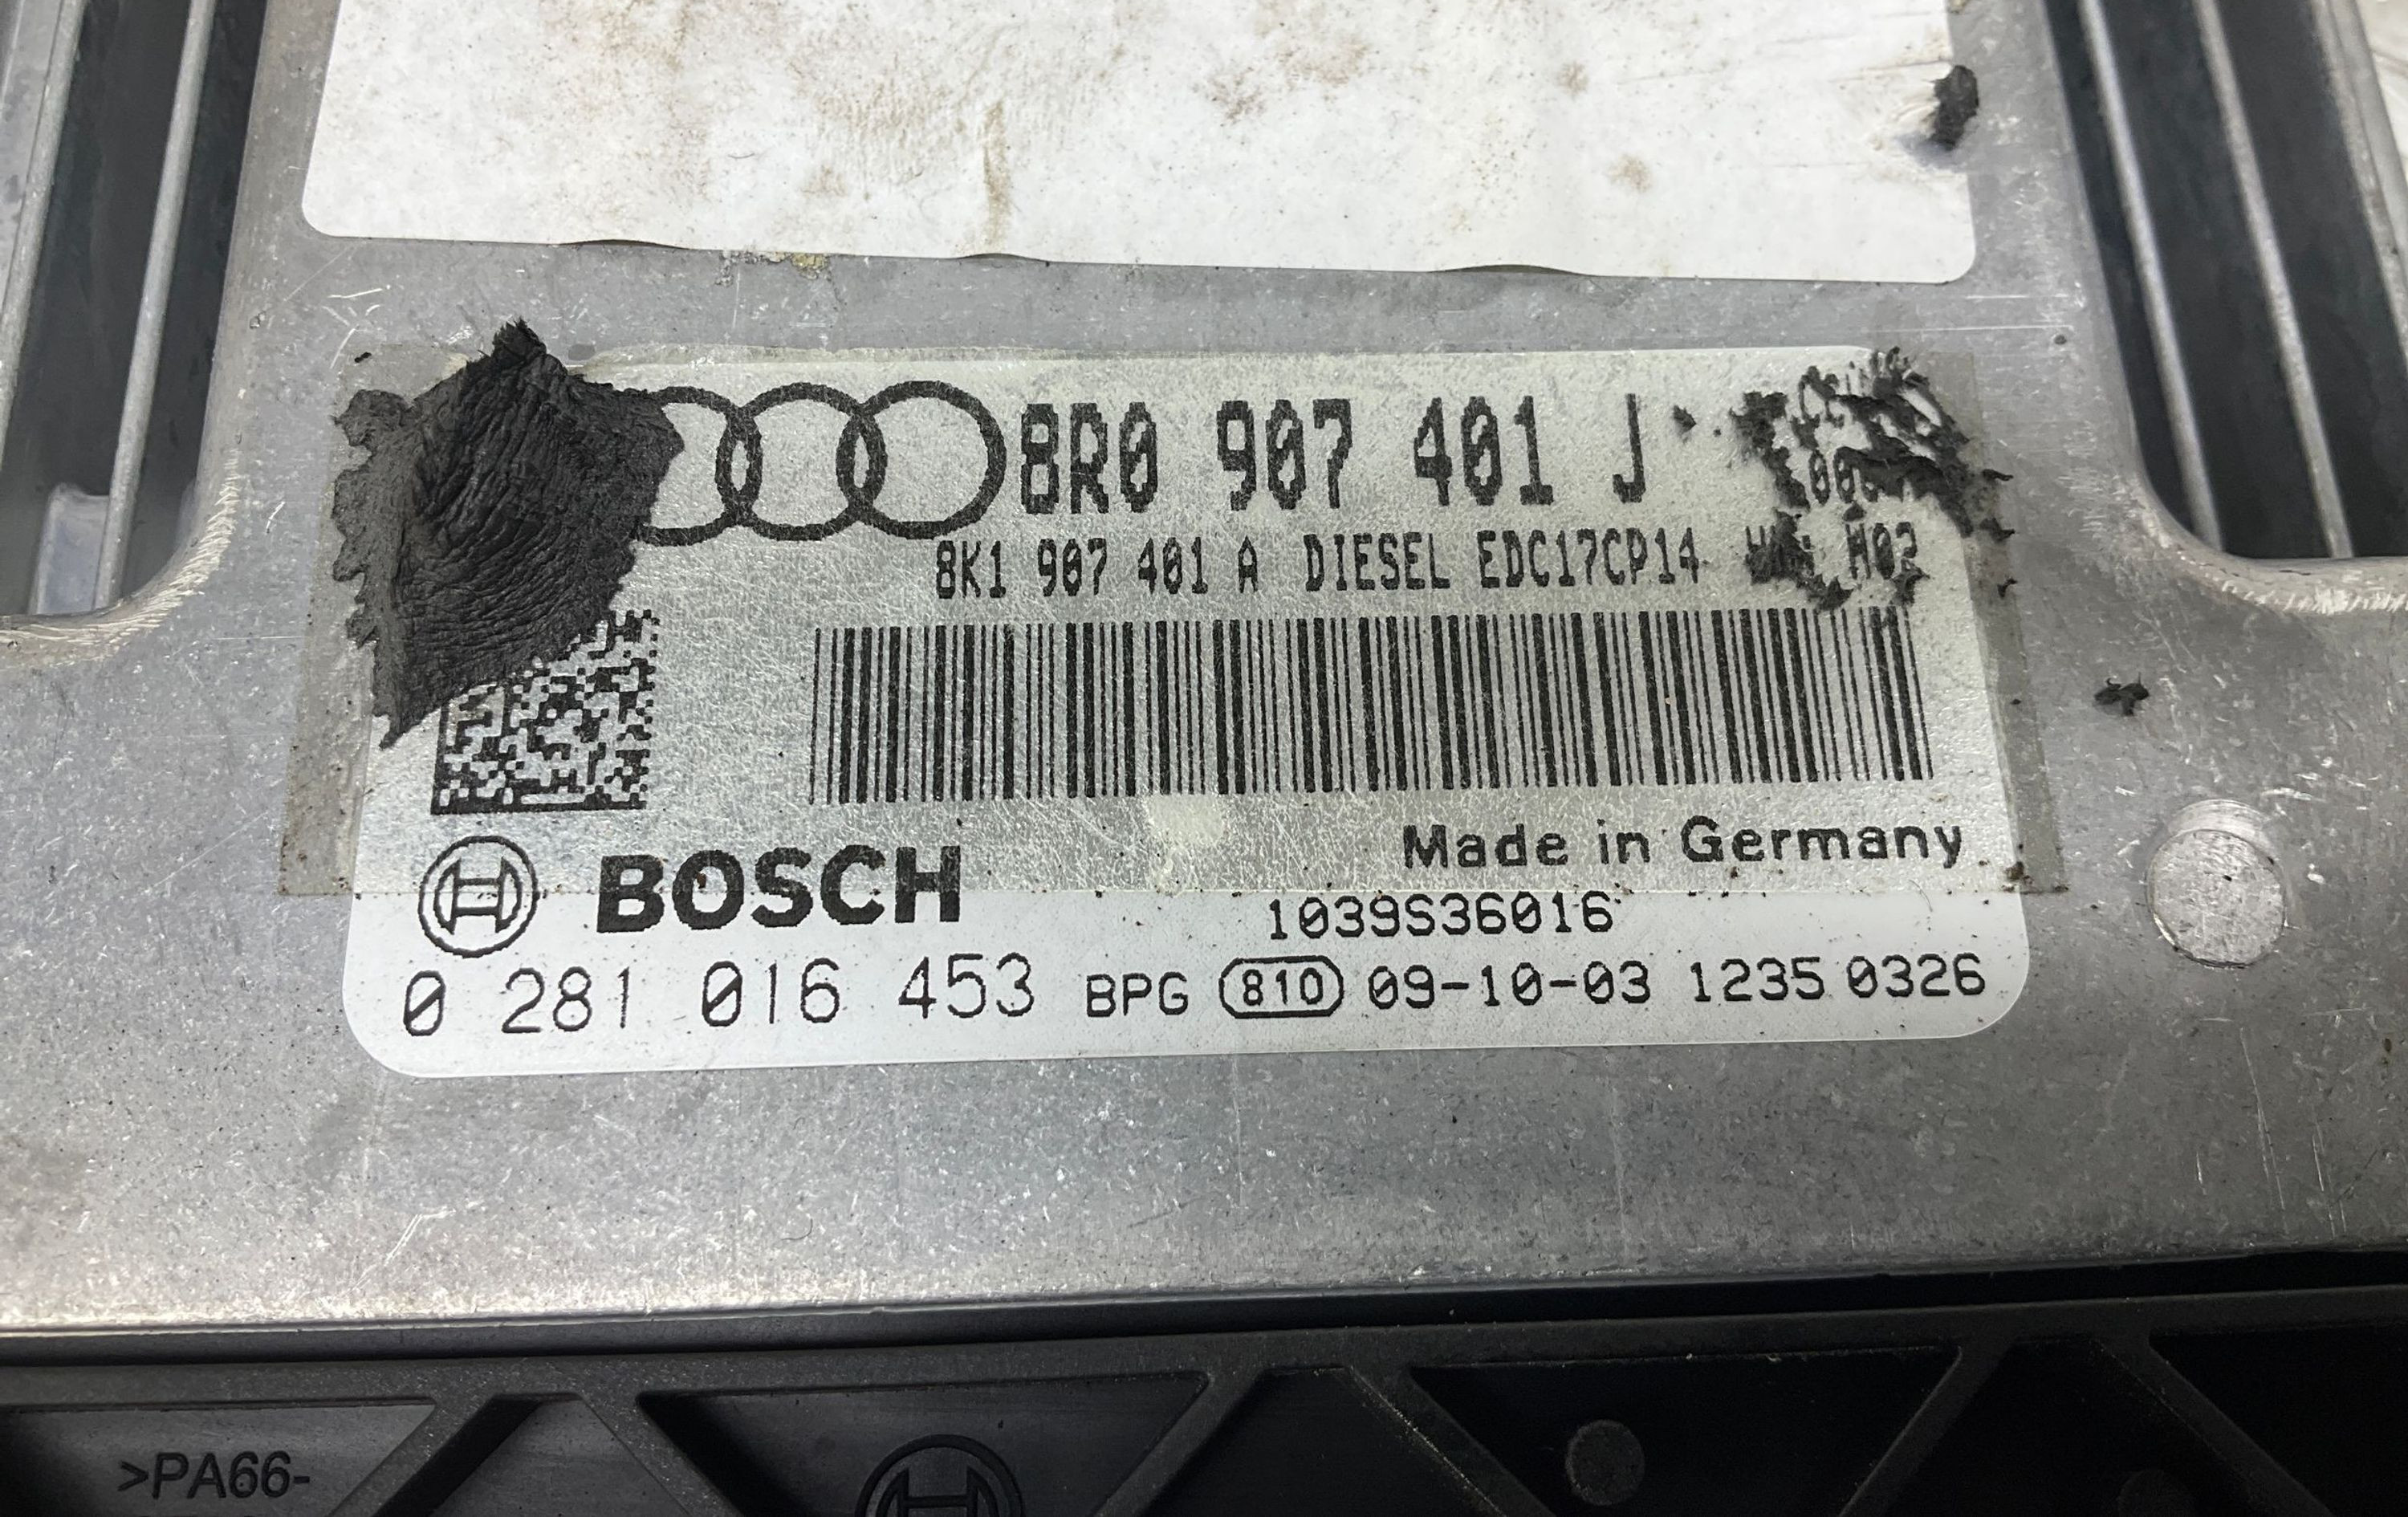 8R0 907 401 J
8K1 907 401 A DIESEL EDC17CP14 H02
Made in Germany
BOSCH
1039S36016
0 281 016 453 BPG 810 09-10-03 1235 0326
>PA66-